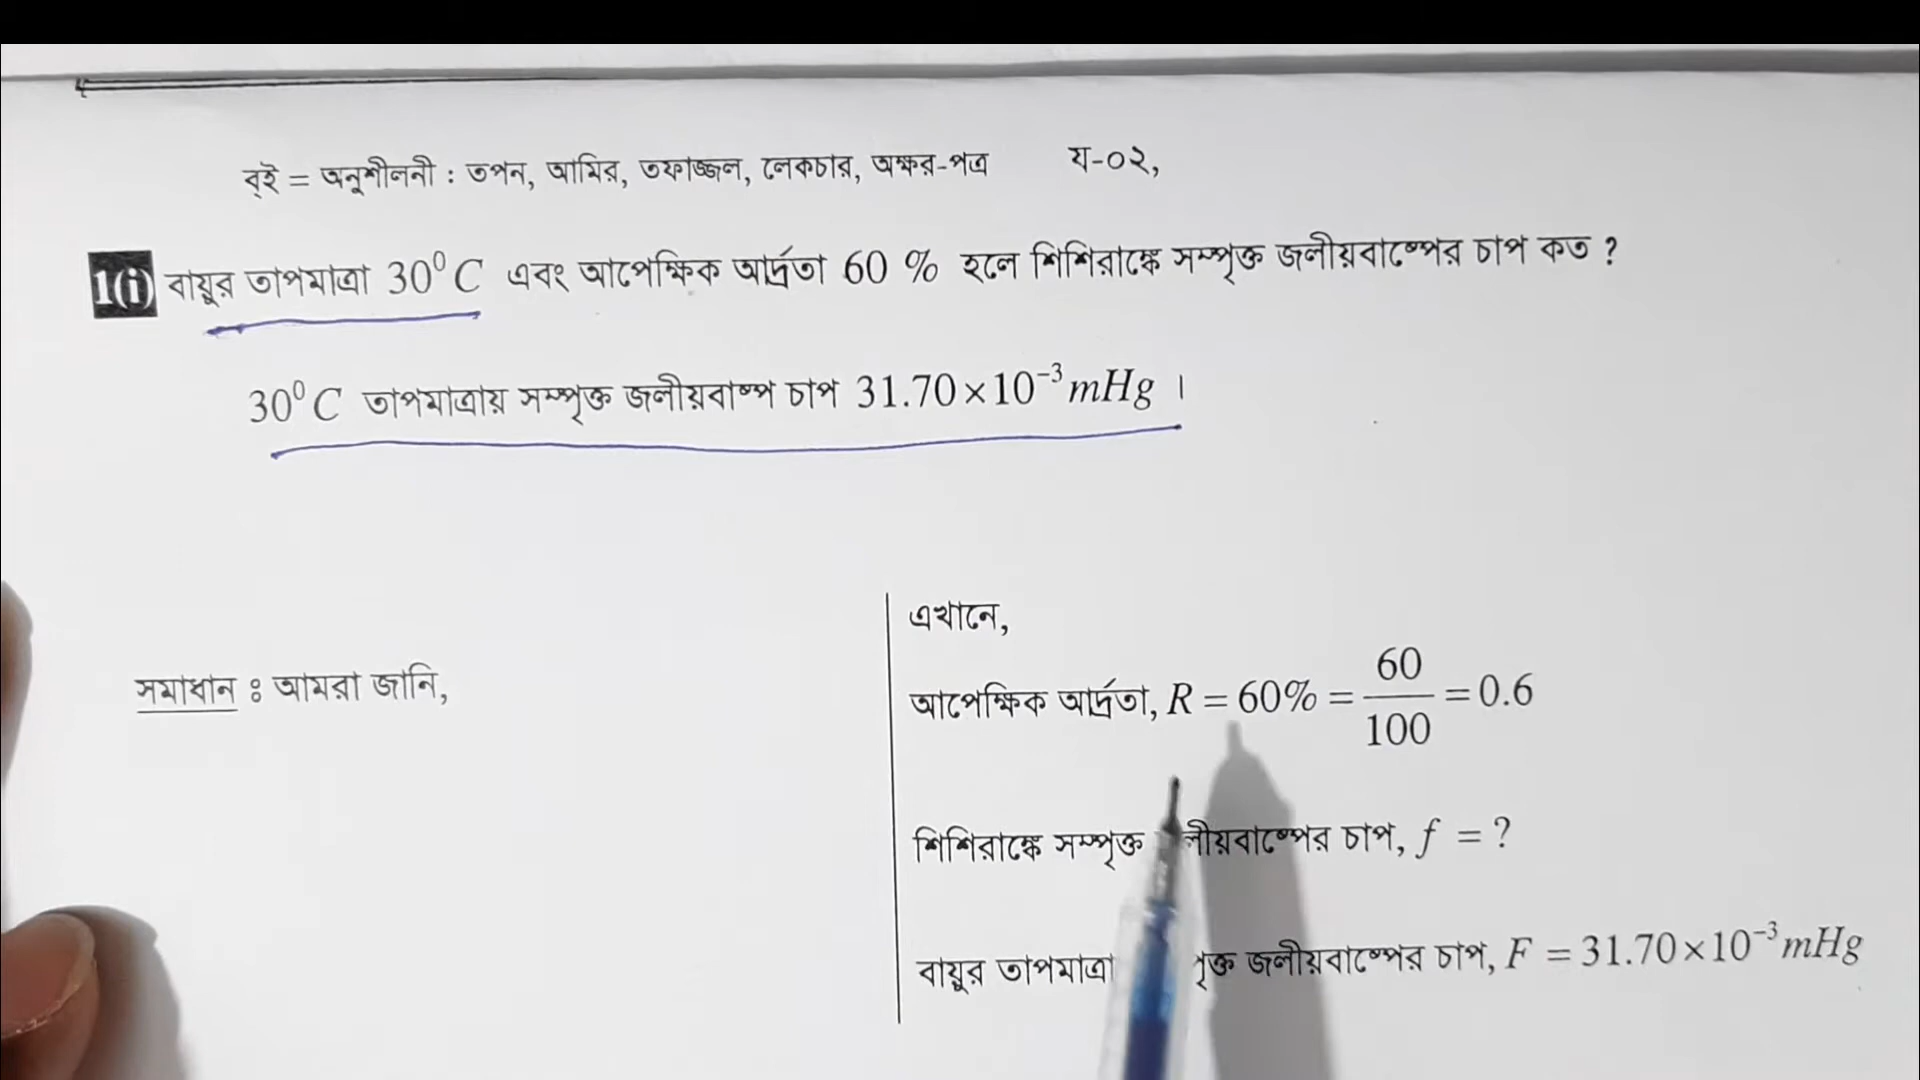 বই = অনুশীলনী : তপন, আমির, তফাজ্জল, লেকচার, অক্ষর-পত্র য-০২,
1(i) বায়ুর তাপমাত্রা 30⁰C এবং আপেক্ষিক আর্দ্রতা 60 % হলে শিশিরাঙ্কে সম্পৃক্ত জলীয়বাষ্পের চাপ কত ?
30⁰C তাপমাত্রায় সম্পৃক্ত জলীয়বাষ্প চাপ 31.70×10⁻³mHg ।
এখানে,
সমাধান ঃ আমরা জানি,
আপেক্ষিক আর্দ্রতা, R = 60% = 60/100 = 0.6
শিশিরাঙ্কে সম্পৃক্ত লীয়বাষ্পের চাপ, f = ?
বায়ুর তাপমাত্রা জলীয়বাষ্পের চাপ, F = 31.70×10⁻³mHg